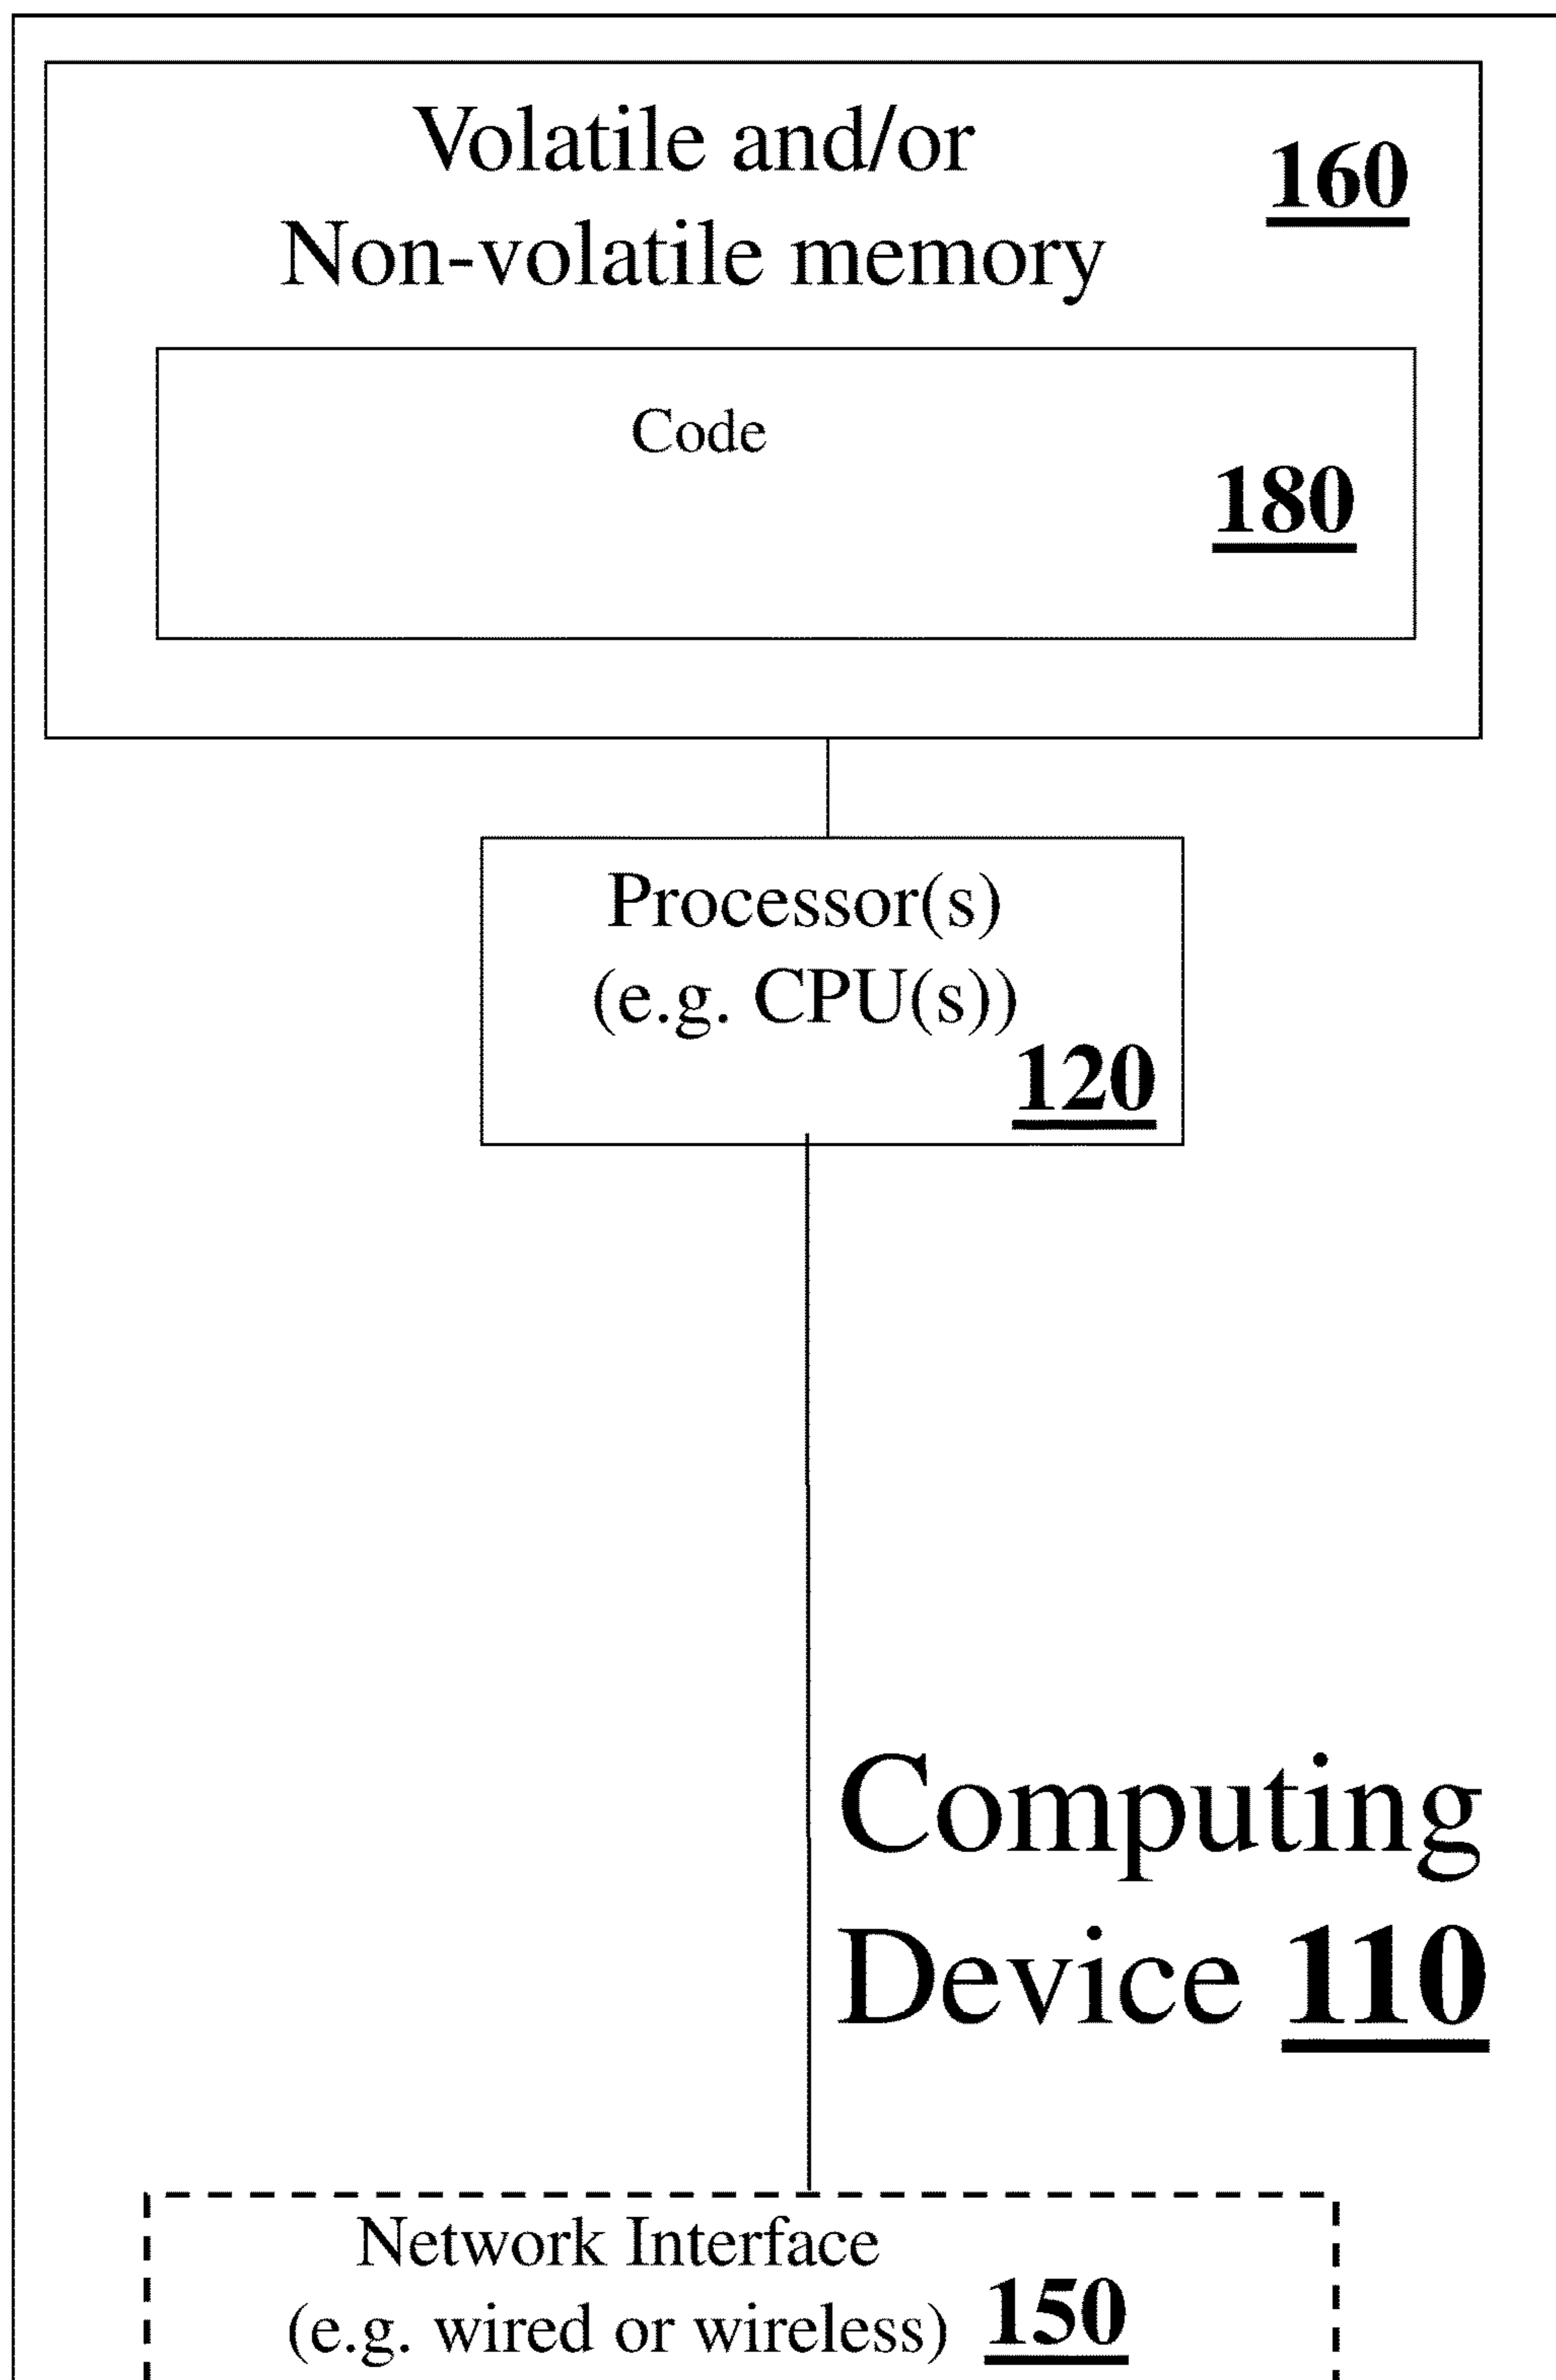 Volatile and/or
Non-volatile memory
160
Code
180
Processor(s)
(e.g. CPU(s))
120
Computing
Device 110
Network Interface
(e.g. wired or wireless) 150